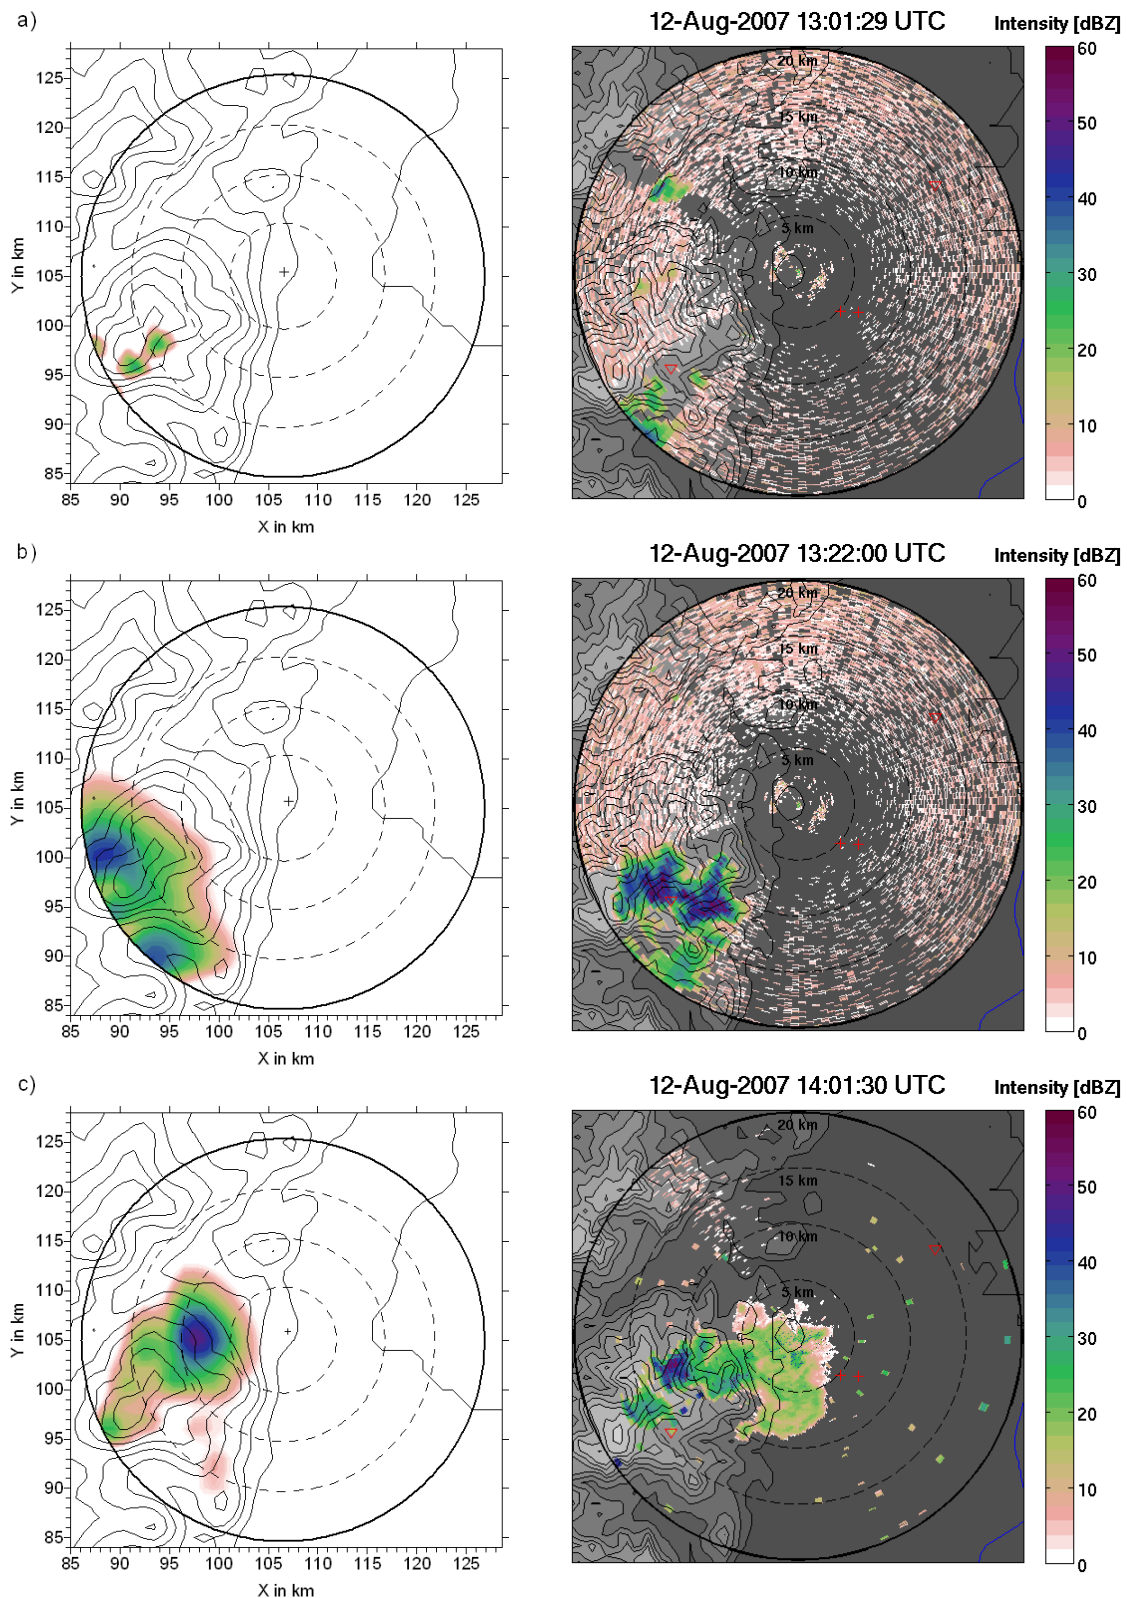 a)
12-Aug-2007 13:01:29 UTC
Intensity [dBZ]
125
120
115
110
105
100
95
90
85
Y in km
85 90 95 100 105 110 115 120 125
X in km
20 km
15 km
10 km
5 km
60
50
40
30
20
10
0
b)
12-Aug-2007 13:22:00 UTC
Intensity [dBZ]
125
120
115
110
105
100
95
90
85
Y in km
85 90 95 100 105 110 115 120 125
X in km
20 km
15 km
10 km
5 km
60
50
40
30
20
10
0
c)
12-Aug-2007 14:01:30 UTC
Intensity [dBZ]
125
120
115
110
105
100
95
90
85
Y in km
85 90 95 100 105 110 115 120 125
X in km
20 km
15 km
10 km
5 km
60
50
40
30
20
10
0